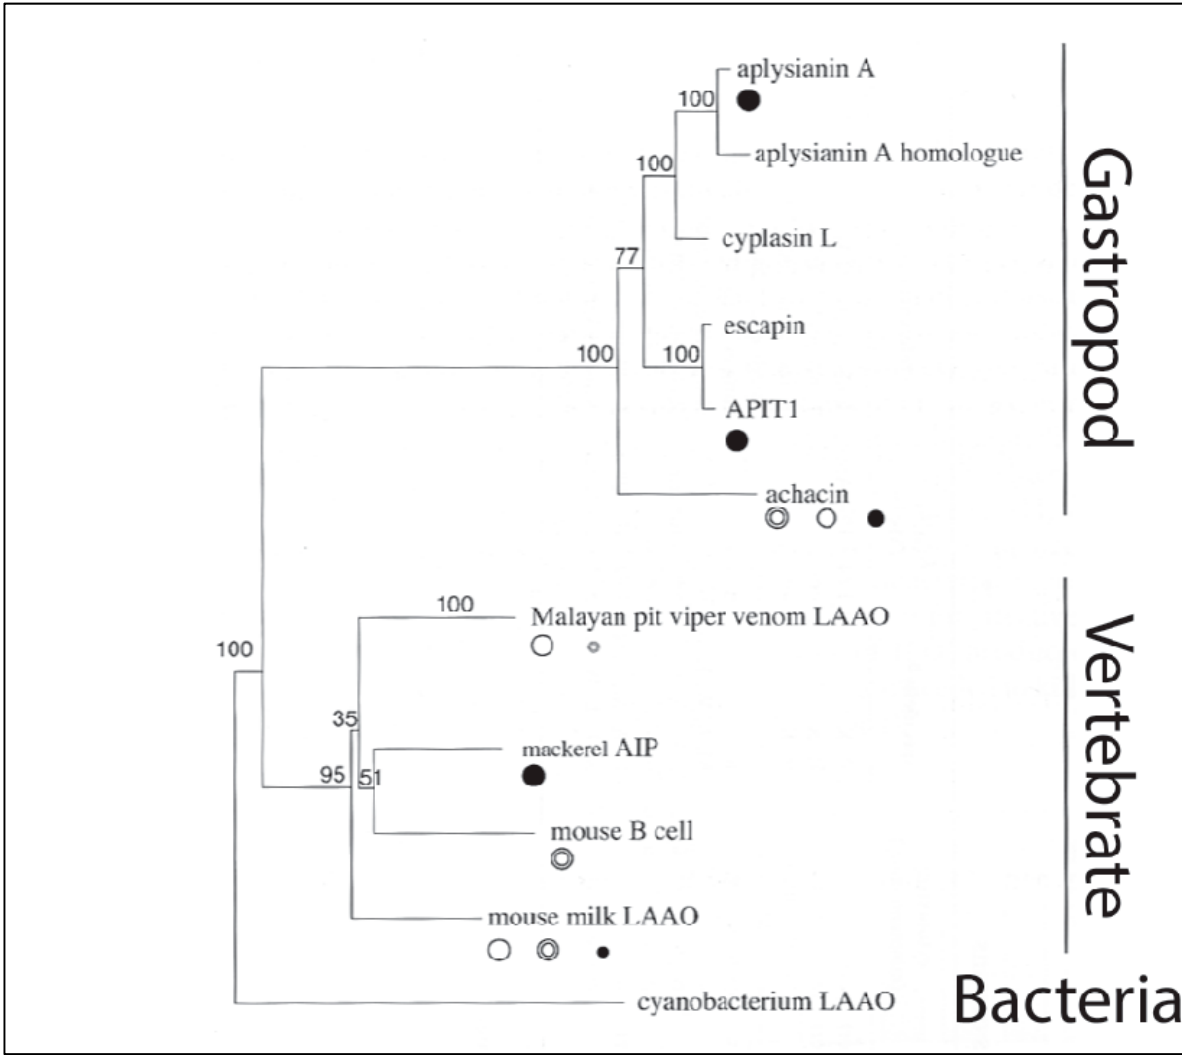 aplysianin A
100
aplysianin A homologue
100
cyplasin L
77
escapin
100
100
APIT1
achacin
Gastropod
100
Malayan pit viper venom LAAO
100
35
mackerel AIP
95
51
mouse B cell
mouse milk LAAO
Vertebrate
cyanobacterium LAAO
Bacteria